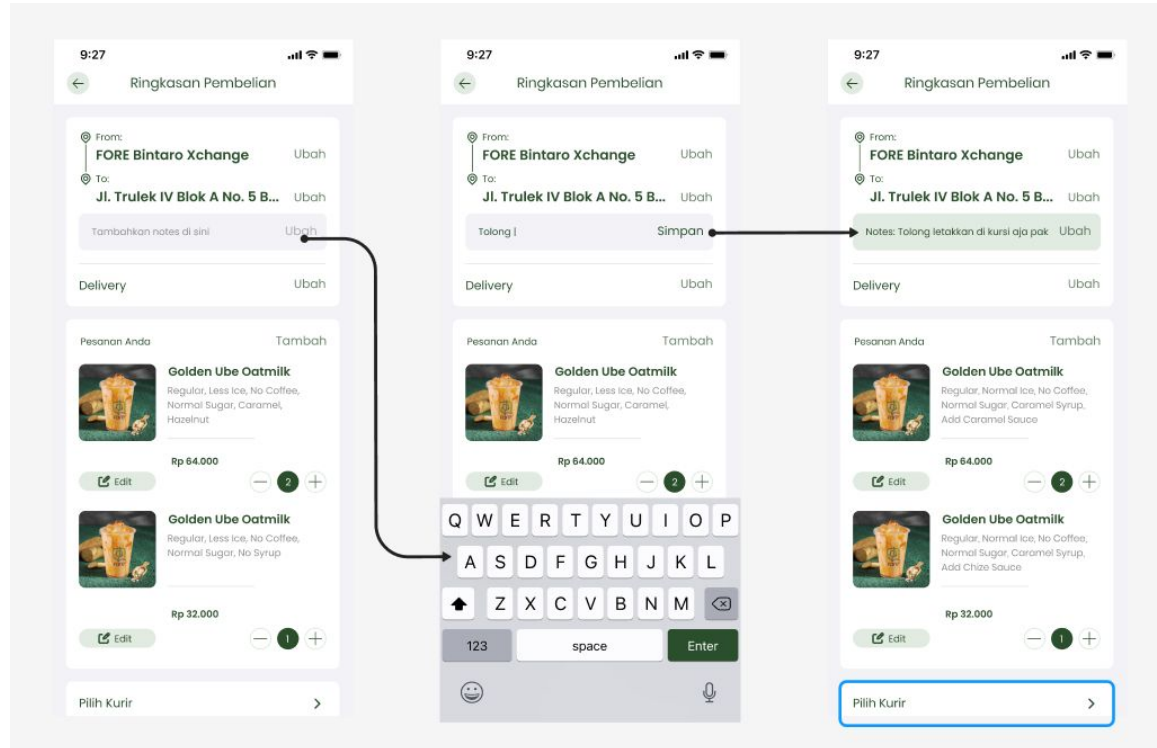 9:27
Ringkasan Pembelian
From:
FORE Bintaro Xchange Ubah
To:
Jl. Trulek IV Blok A No. 5 B... Ubah
Tambahkan notes di sini Ubah
Delivery Ubah
Pesanan Anda Tambah
Golden Ube Oatmilk
Regular, Less Ice, No Coffee,
Normal Sugar, Caramel,
Hazelnut
Rp 64.000
Edit 2
Golden Ube Oatmilk
Regular, Less Ice, No Coffee,
Normal Sugar, No Syrup
Rp 32.000
Edit 1
Pilih Kurir
9:27
Ringkasan Pembelian
From:
FORE Bintaro Xchange Ubah
To:
Jl. Trulek IV Blok A No. 5 B... Ubah
Tolong | Simpan
Delivery Ubah
Pesanan Anda Tambah
Golden Ube Oatmilk
Regular, Less Ice, No Coffee,
Normal Sugar, Caramel,
Hazelnut
Rp 64.000
Edit 2
Q W E R T Y U I O P
A S D F G H J K L
Z X C V B N M
123 space Enter
9:27
Ringkasan Pembelian
From:
FORE Bintaro Xchange Ubah
To:
Jl. Trulek IV Blok A No. 5 B... Ubah
Notes: Tolong letakkan di kursi aja pak Ubah
Delivery Ubah
Pesanan Anda Tambah
Golden Ube Oatmilk
Regular, Normal Ice, No Coffee,
Normal Sugar, Caramel Syrup,
Add Caramel Sauce
Rp 64.000
Edit 2
Golden Ube Oatmilk
Regular, Normal Ice, No Coffee,
Normal Sugar, Caramel Syrup,
Add Chize Sauce
Rp 32.000
Edit 1
Pilih Kurir